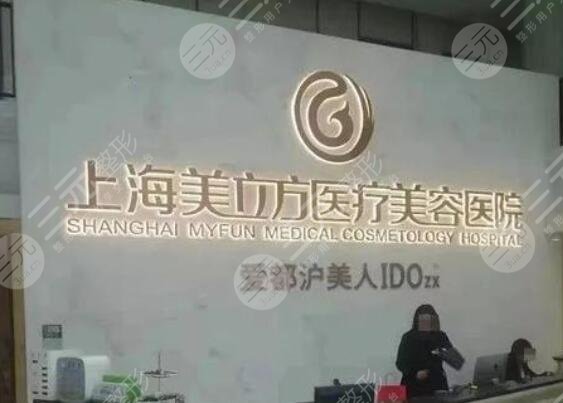 上海美立方医疗美容医院
SHANGHAI MYFUN MEDICAL COSMETOLOGY HOSPITAL
爱都沪美人IDOzx